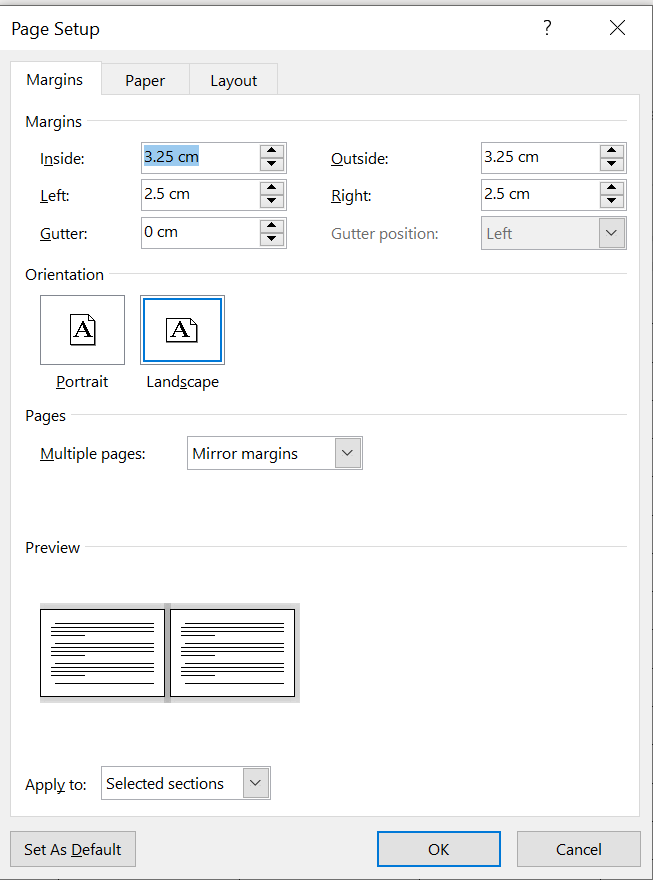 Page Setup ?
Margins Paper Layout
Margins
Inside: 3.25 cm Outside: 3.25 cm
Left: 2.5 cm Right: 2.5 cm
Gutter: 0 cm Gutter position: Left
Orientation
A A
Portrait Landscape
Pages
Multiple pages: Mirror margins
Preview
Apply to: Selected sections
Set As Default OK Cancel